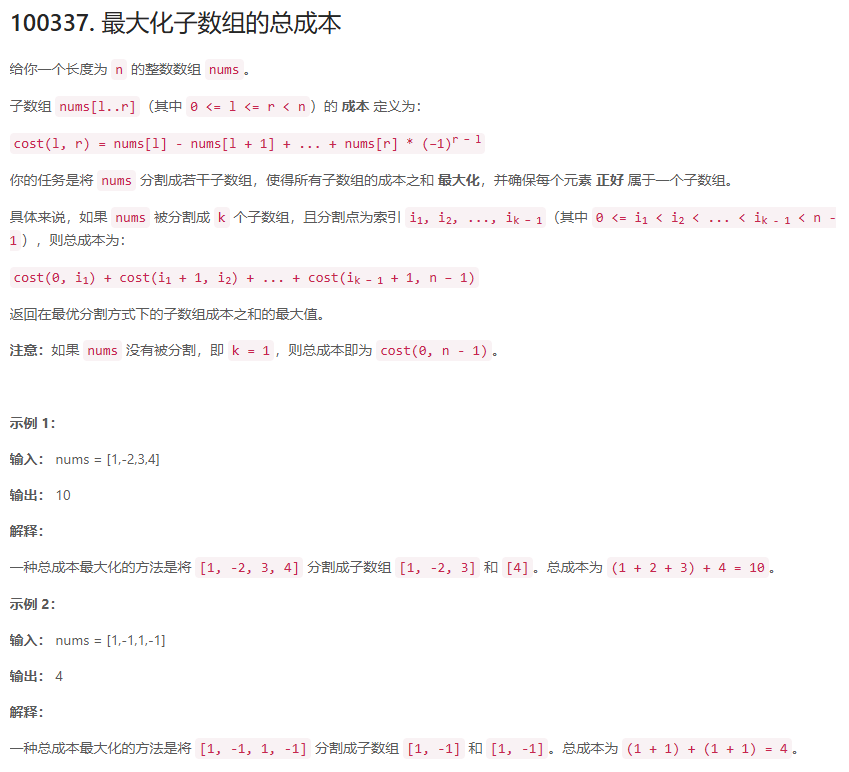 100337. 最大化子数组的总成本
给你一个长度为 n 的整数数组 nums 。
子数组 nums[l..r]（其中 0 <= l <= r < n ）的 成本 定义为：
cost(l, r) = nums[l] - nums[l + 1] + ... + nums[r] * (−1)^(r − l)
你的任务是将 nums 分割成若干子数组，使得所有子数组的成本之和 最大化，并确保每个元素 正好 属于一个子数组。
具体来说，如果 nums 被分割成 k 个子数组，且分割点为索引 i₁, i₂, ..., iₖ₋₁（其中 0 <= i₁ < i₂ < ... < iₖ₋₁ < n -
1 ），则总成本为：
cost(0, i₁) + cost(i₁ + 1, i₂) + ... + cost(iₖ₋₁ + 1, n − 1)
返回在最优分割方式下的子数组成本之和的最大值。
注意：如果 nums 没有被分割，即 k = 1 ，则总成本即为 cost(0, n - 1) 。
示例 1：
输入： nums = [1,-2,3,4]
输出： 10
解释：
一种总成本最大化的方法是将 [1, -2, 3, 4] 分割成子数组 [1, -2, 3] 和 [4] 。总成本为 (1 + 2 + 3) + 4 = 10 。
示例 2：
输入： nums = [1,-1,1,-1]
输出： 4
解释：
一种总成本最大化的方法是将 [1, -1, 1, -1] 分割成子数组 [1, -1] 和 [1, -1] 。总成本为 (1 + 1) + (1 + 1) = 4 。